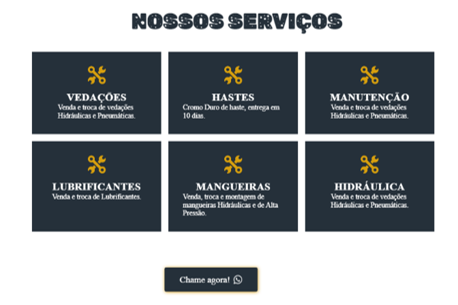 NOSSOS SERVIÇOS
VEDAÇÕES
Venda e troca de vedações
Hidráulicas e Pneumáticas.
HASTES
Cromo Duro de haste, entrega em
10 dias.
MANUTENÇÃO
Venda e troca de vedações
Hidráulicas e Pneumáticas.
LUBRIFICANTES
Venda e troca de Lubrificantes.
MANGUEIRAS
Venda, troca e montagem de
mangueiras Hidráulicas e de Alta
Pressão.
HIDRÁULICA
Venda e troca de vedações
Hidráulicas e Pneumáticas.
Chame agora!